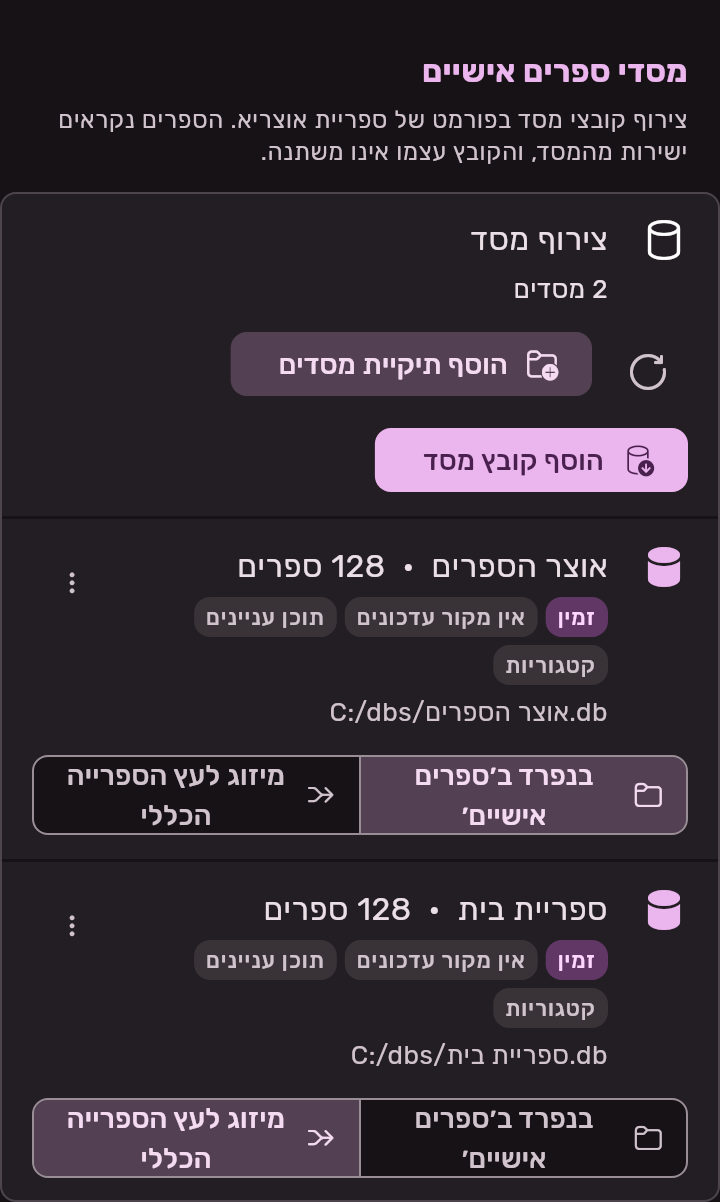 מסדי ספרים אישיים
צירוף קובצי מסד בפורמט של ספריית אוצריא. הספרים נקראים
ישירות מהמסד, והקובץ עצמו אינו משתנה.
צירוף מסד
2 מסדים
הוסף תיקיית מסדים
הוסף קובץ מסד
אוצר הספרים • 128 ספרים
זמין אין מקור עדכונים תוכן עניינים
קטגוריות
C:/dbs/אוצר הספרים.db
בנפרד ב'ספרים מיזוג לעץ הספרייה
אישיים' הכללי
ספריית בית • 128 ספרים
זמין אין מקור עדכונים תוכן עניינים
קטגוריות
C:/dbs/ספריית בית.db
בנפרד ב'ספרים מיזוג לעץ הספרייה
אישיים' הכללי